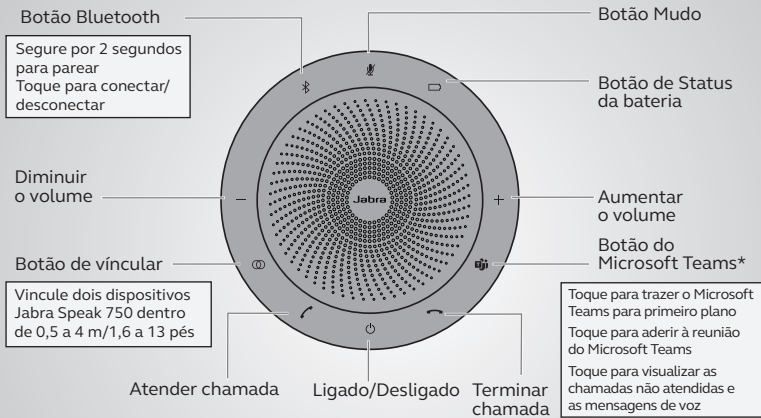 Botão Bluetooth
Segure por 2 segundos
para parear
Toque para conectar/
desconectar
Botão Mudo
Botão de Status
da bateria
Diminuir
o volume
Jabra
Aumentar
o volume
Botão de víncular
Vincule dois dispositivos
Jabra Speak 750 dentro
de 0,5 a 4 m/1,6 a 13 pés
Botão do
Microsoft Teams*
Toque para trazer o Microsoft
Teams para primeiro plano
Toque para aderir à reunião
do Microsoft Teams
Toque para visualizar as
chamadas não atendidas e
as mensagens de voz
Atender chamada
Ligado/Desligado
Terminar
chamada